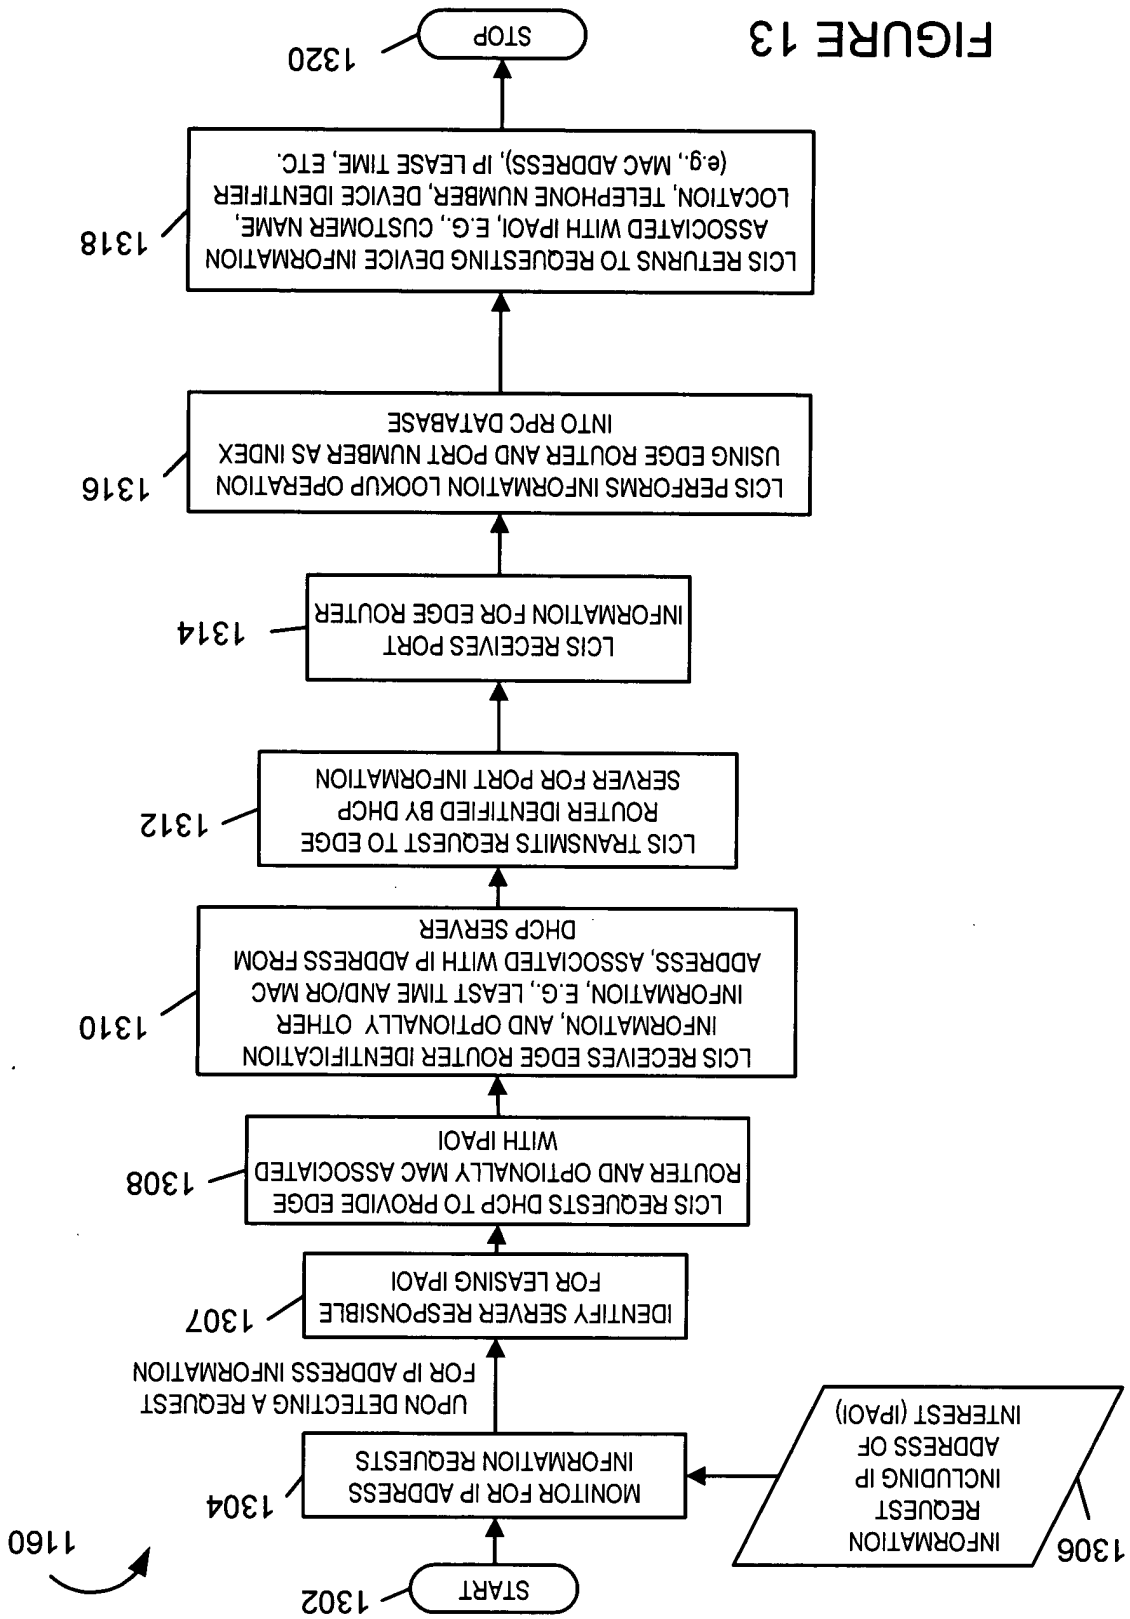 1160
START
1302
INFORMATION
REQUEST
INCLUDING IP
ADDRESS OF
INTEREST (IPAOI)
1306
MONITOR FOR IP ADDRESS
INFORMATION REQUESTS
1304
UPON DETECTING A REQUEST
FOR IP ADDRESS INFORMATION
IDENTIFY SERVER RESPONSIBLE
FOR LEASING IPAOI
1307
LCIS REQUESTS DHCP TO PROVIDE EDGE
ROUTER AND OPTIONALLY MAC ASSOCIATED
WITH IPAOI
1308
LCIS RECEIVES EDGE ROUTER IDENTIFICATION
INFORMATION, AND OPTIONALLY OTHER
INFORMATION, E.G., LEAST TIME AND/OR MAC
ADDRESS, ASSOCIATED WITH IP ADDRESS FROM
DHCP SERVER
1310
LCIS TRANSMITS REQUEST TO EDGE
ROUTER IDENTIFIED BY DHCP
SERVER FOR PORT INFORMATION
1312
LCIS RECEIVES PORT
INFORMATION FOR EDGE ROUTER
1314
LCIS PERFORMS INFORMATION LOOKUP OPERATION
USING EDGE ROUTER AND PORT NUMBER AS INDEX
INTO RPC DATABASE
1316
LCIS RETURNS TO REQUESTING DEVICE INFORMATION
ASSOCIATED WITH IPAOI, E.G., CUSTOMER NAME,
LOCATION, TELEPHONE NUMBER, DEVICE IDENTIFIER
(e.g., MAC ADDRESS), IP LEASE TIME, ETC.
1318
STOP
1320
FIGURE 13